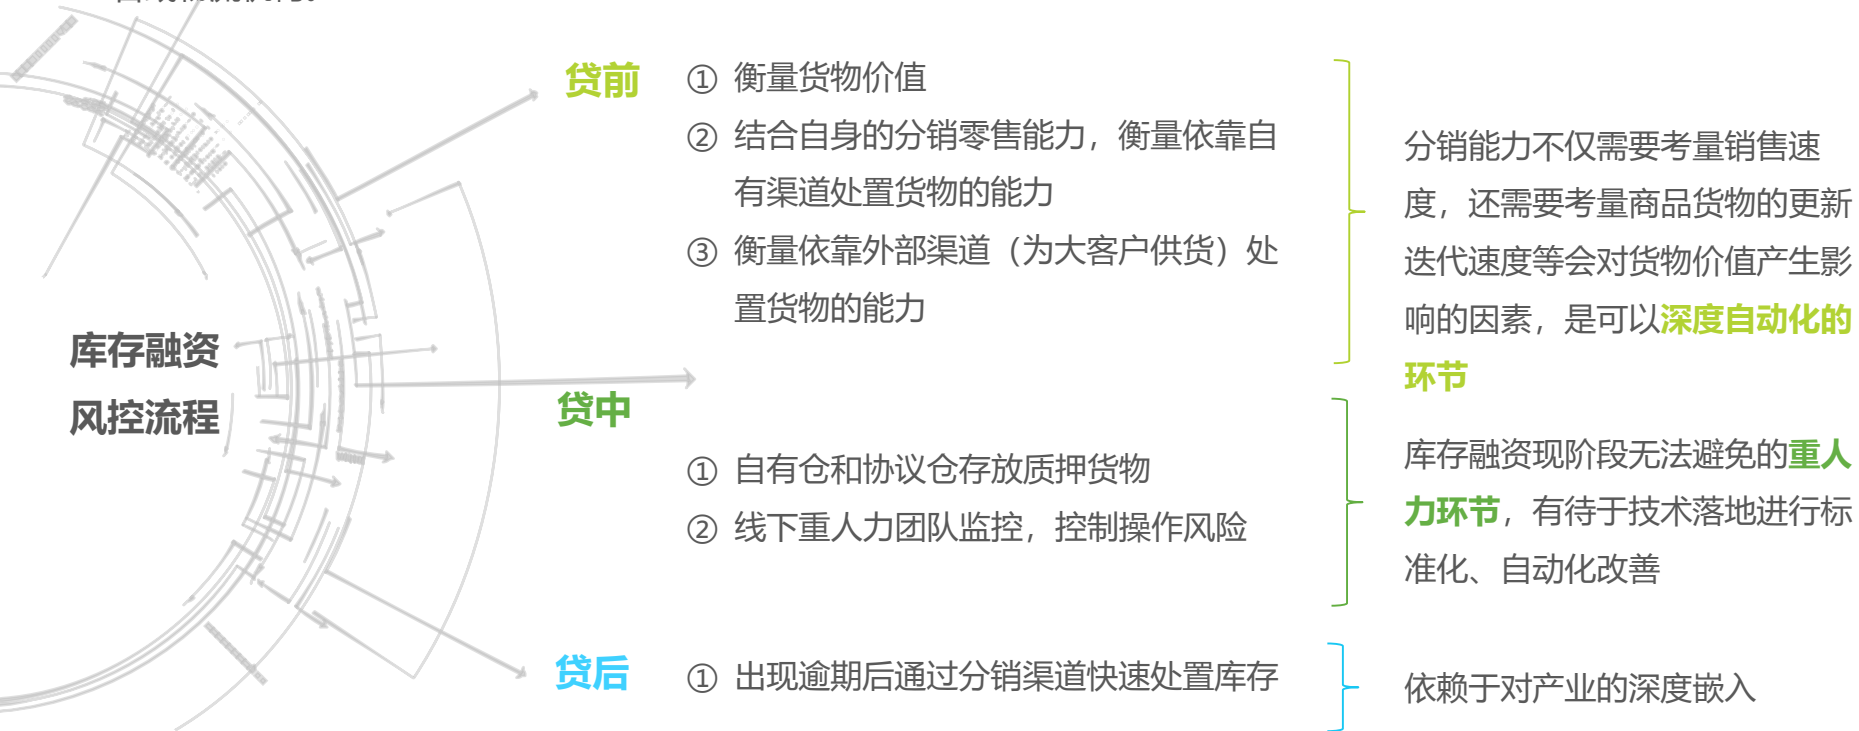 库存融资
风控流程
贷前
① 衡量货物价值
② 结合自身的分销零售能力，衡量依靠自
有渠道处置货物的能力
③ 衡量依靠外部渠道（为大客户供货）处
置货物的能力
分销能力不仅需要考量销售速
度，还需要考量商品货物的更新
迭代速度等会对货物价值产生影
响的因素，是可以深度自动化的
环节
贷中
① 自有仓和协议仓存放质押货物
② 线下重人力团队监控，控制操作风险
库存融资现阶段无法避免的重人
力环节，有待于技术落地进行标
准化、自动化改善
贷后
① 出现逾期后通过分销渠道快速处置库存
依赖于对产业的深度嵌入